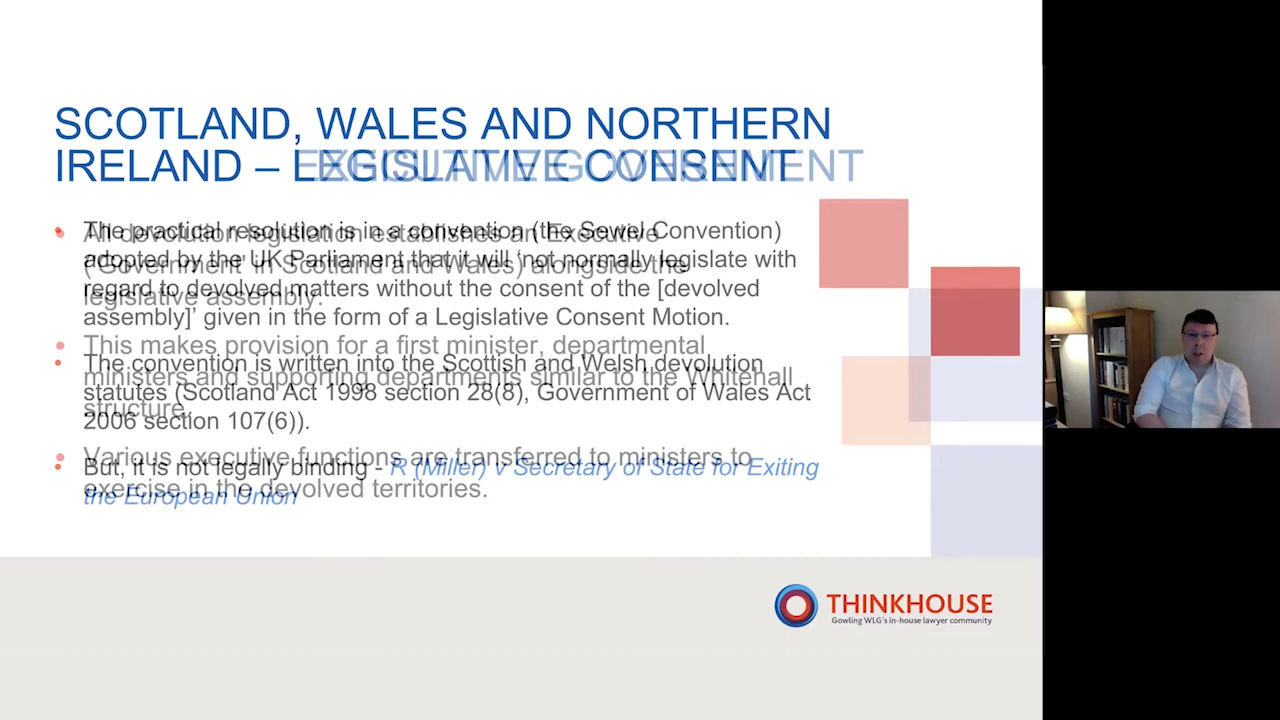 SCOTLAND, WALES AND NORTHERN
IRELAND – LEGISLATIVE CONSENT
EXECUTIVE GOVERNMENT
• The practical resolution is in a convention (the Sewel Convention)
adopted by the UK Parliament that it will 'not normally legislate with
regard to devolved matters without the consent of the [devolved
assembly]' given in the form of a Legislative Consent Motion.
• The convention is written into the Scottish and Welsh devolution
statutes (Scotland Act 1998 section 28(8), Government of Wales Act
2006 section 107(6)).
• But, it is not legally binding - R (Miller) v Secretary of State for Exiting
the European Union
• All devolution legislation establishes an Executive
('Government' in Scotland and Wales) alongside the
legislative assembly.
• This makes provision for a first minister, departmental
ministers and supporting departments similar to the Whitehall
structure.
• Various executive functions are transferred to ministers to
exercise in the devolved territories.
THINKHOUSE
Gowling WLG's in-house lawyer community